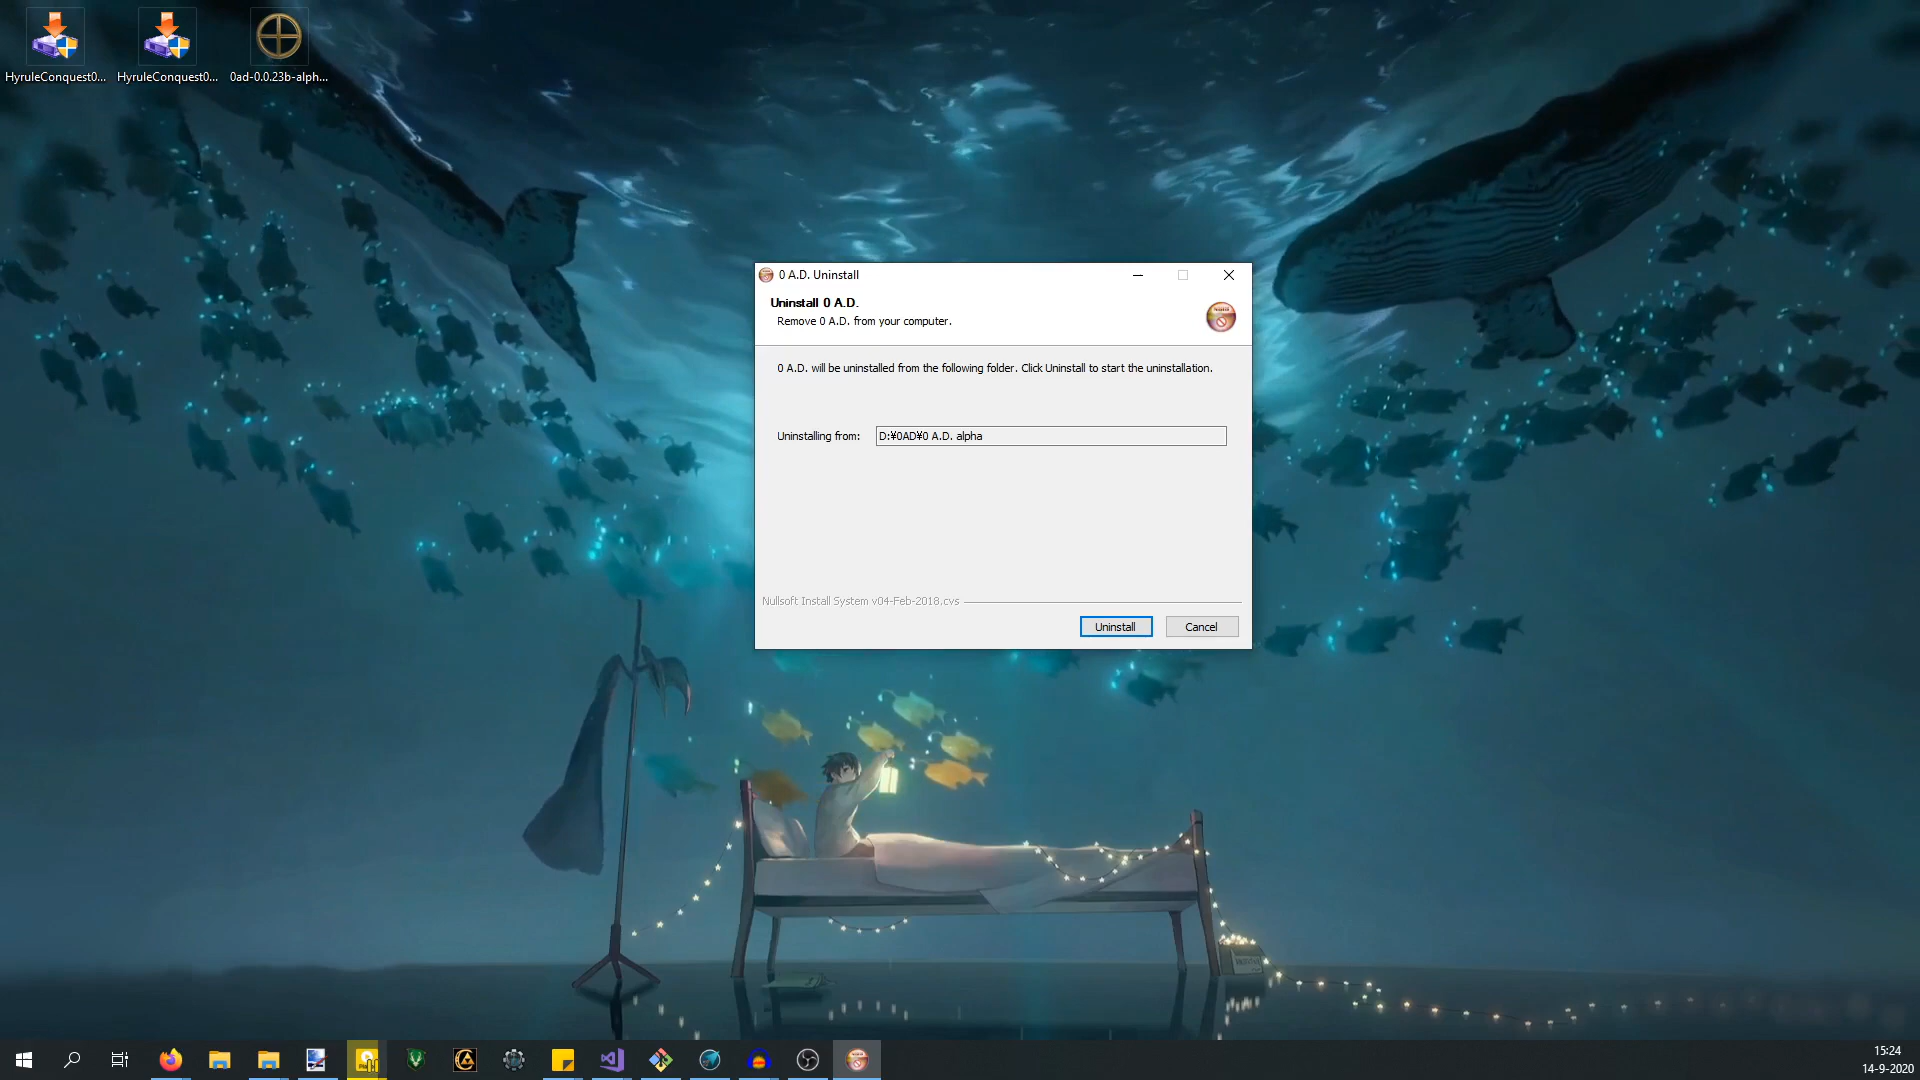 HyruleConquest0...
HyruleConquest0...
0ad-0.0.23b-alph...
0 A.D. Uninstall
Uninstall 0 A.D.
Remove 0 A.D. from your computer.
0 A.D. will be uninstalled from the following folder. Click Uninstall to start the uninstallation.
Uninstalling from: D:¥0AD¥0 A.D. alpha
Nullsoft Install System v04-Feb-2018.cvs
Uninstall Cancel
15:24
14-9-2020